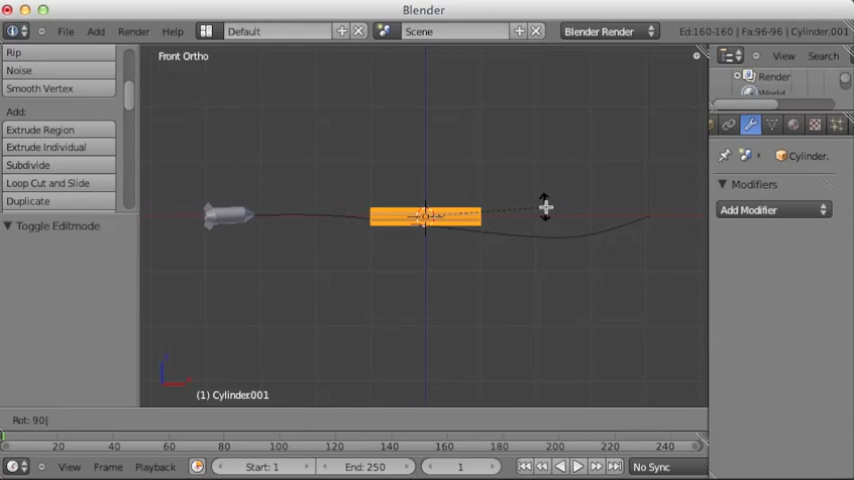 Blender
File Add Render Help Default Scene Blender Render Ed:160-160 | Fa:96-96 | Cylinder.001
Rip
Noise
Smooth Vertex
Add:
Extrude Region
Extrude Individual
Subdivide
Loop Cut and Slide
Duplicate
Toggle Editmode
Front Ortho
(1) Cylinder.001
View Search
Render
World
Cylinder.
Modifiers
Add Modifier
Rot: 90|
20 40 60 80 100 120 140 160 180 200 220 240
View Frame Playback Start: 1 End: 250 1 No Sync